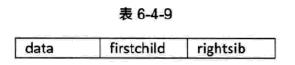 表 6-4-9
data firstchild rightsib